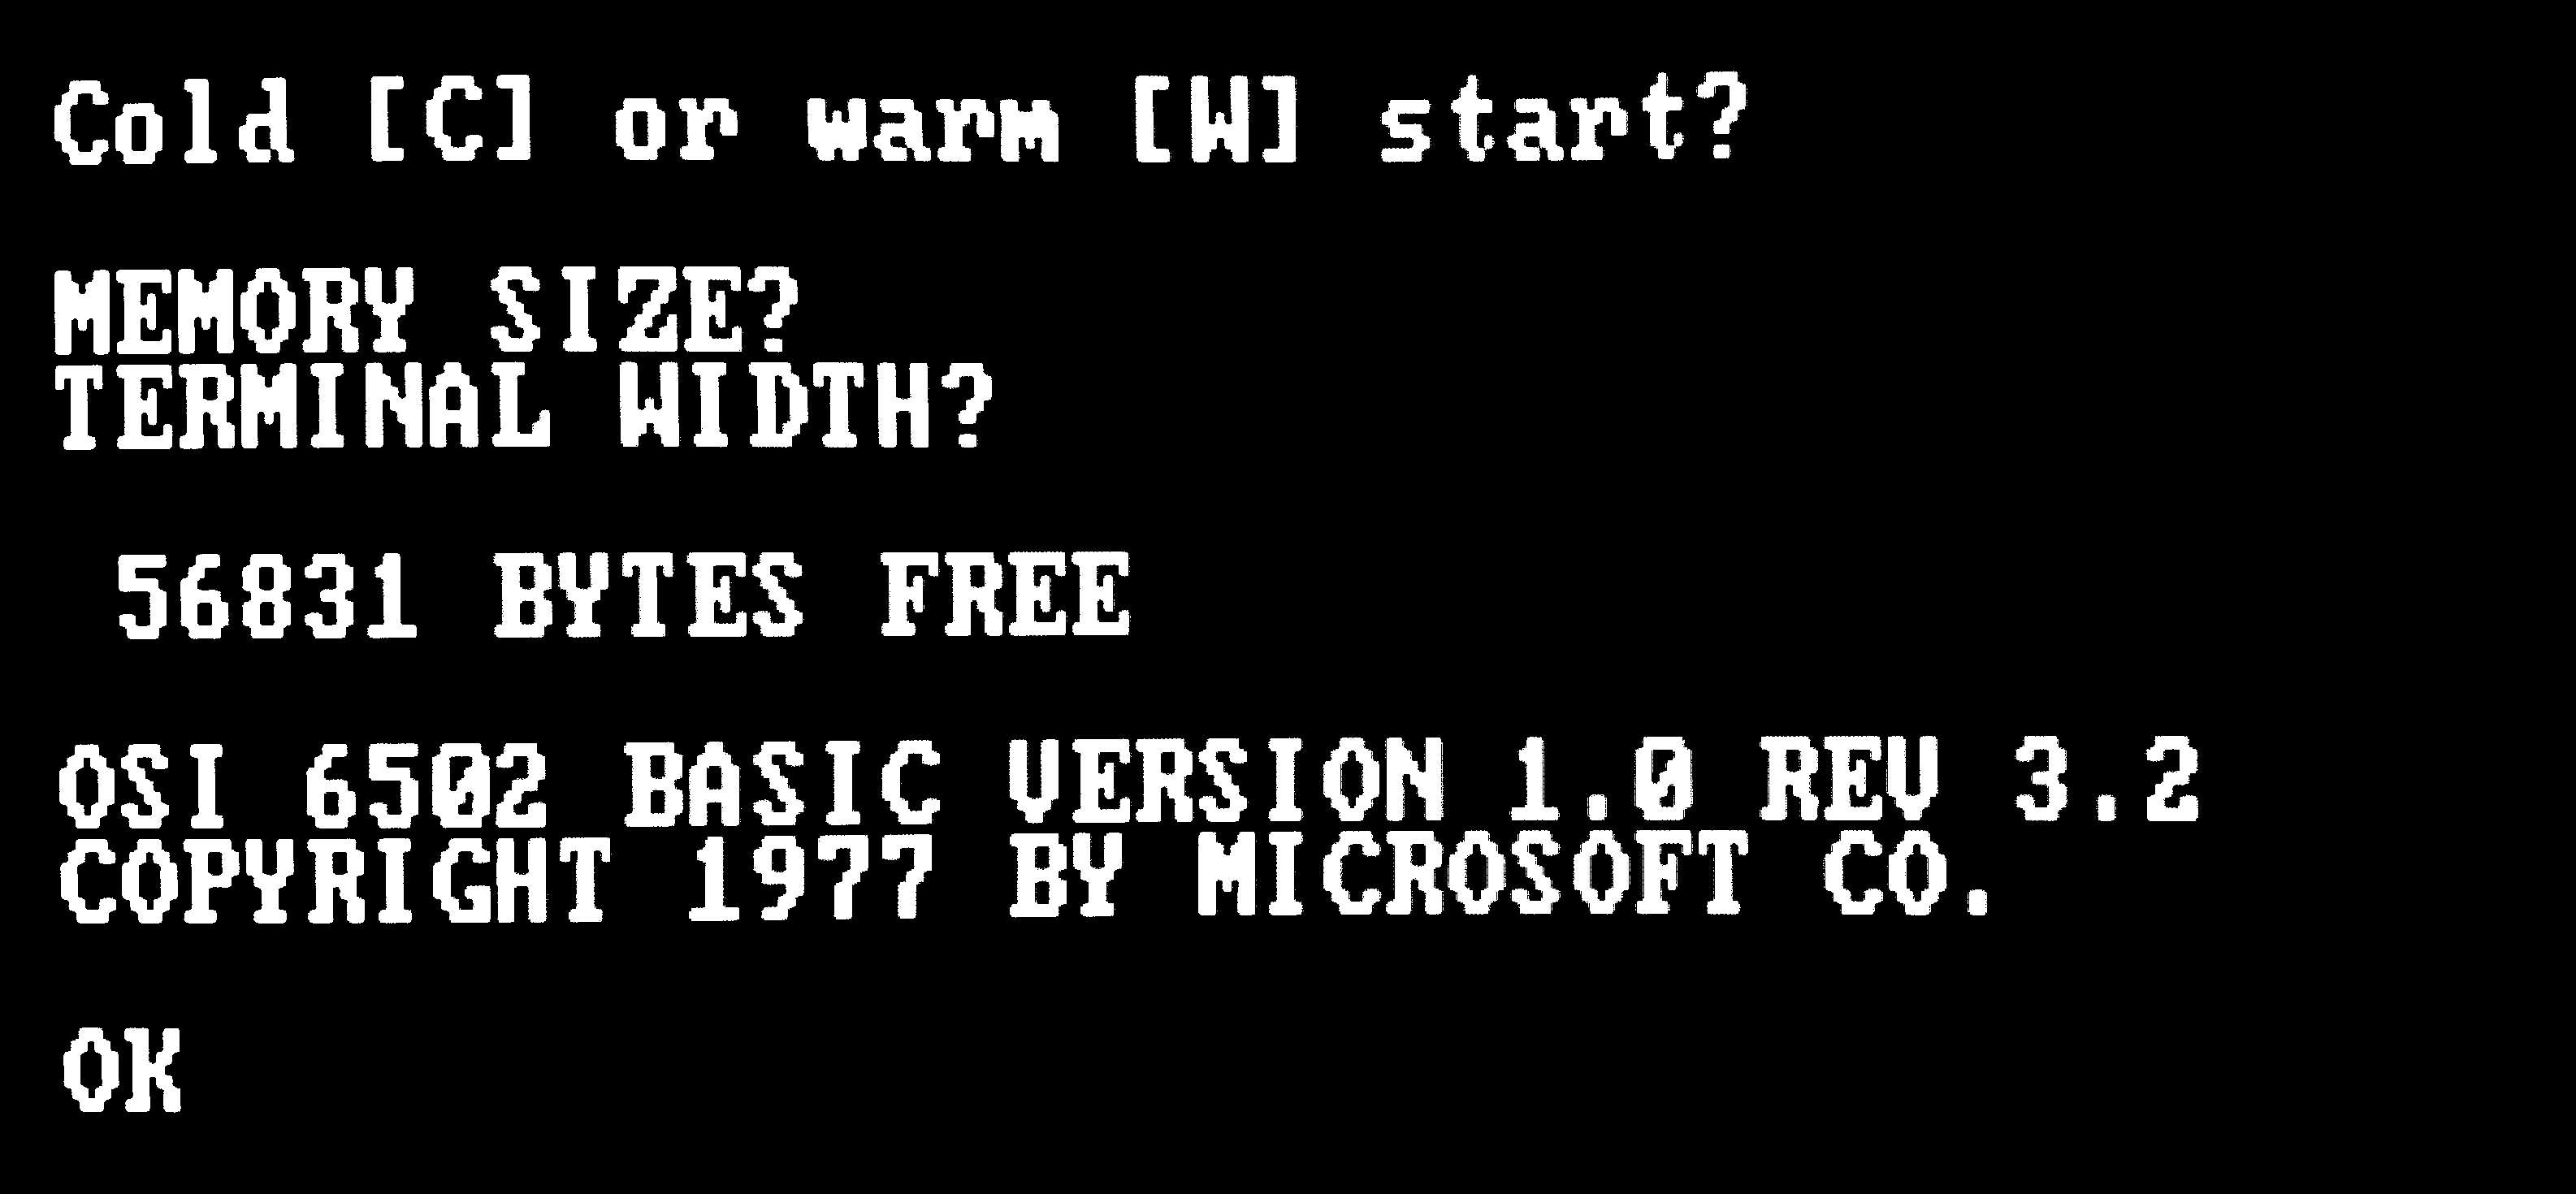 Cold [C] or warm [W] start?
MEMORY SIZE?
TERMINAL WIDTH?
56831 BYTES FREE
OSI 6502 BASIC VERSION 1.0 REV 3.2
COPYRIGHT 1977 BY MICROSOFT CO.
OK